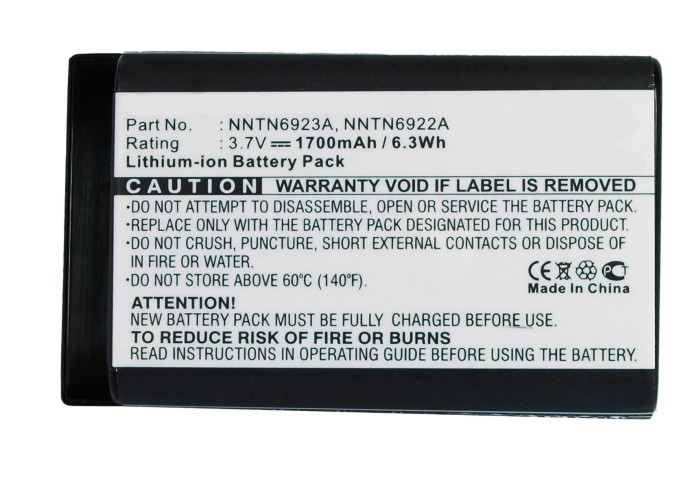 Part No. : NNTN6923A, NNTN6922A
Rating : 3.7V ⎓ 1700mAh / 6.3Wh
Lithium-ion Battery Pack
CAUTION WARRANTY VOID IF LABEL IS REMOVED
•DO NOT ATTEMPT TO DISASSEMBLE, OPEN OR SERVICE THE BATTERY PACK.
•REPLACE ONLY WITH THE BATTERY PACK DESIGNATED FOR THIS PRODUCT.
•DO NOT CRUSH, PUNCTURE, SHORT EXTERNAL CONTACTS OR DISPOSE OF
IN FIRE OR WATER.
•DO NOT STORE ABOVE 60°C (140°F).
CE
Made In China
ATTENTION!
NEW BATTERY PACK MUST BE FULLY CHARGED BEFORE USE.
TO REDUCE RISK OF FIRE OR BURNS
READ INSTRUCTIONS IN OPERATING GUIDE BEFORE USING THE BATTERY.